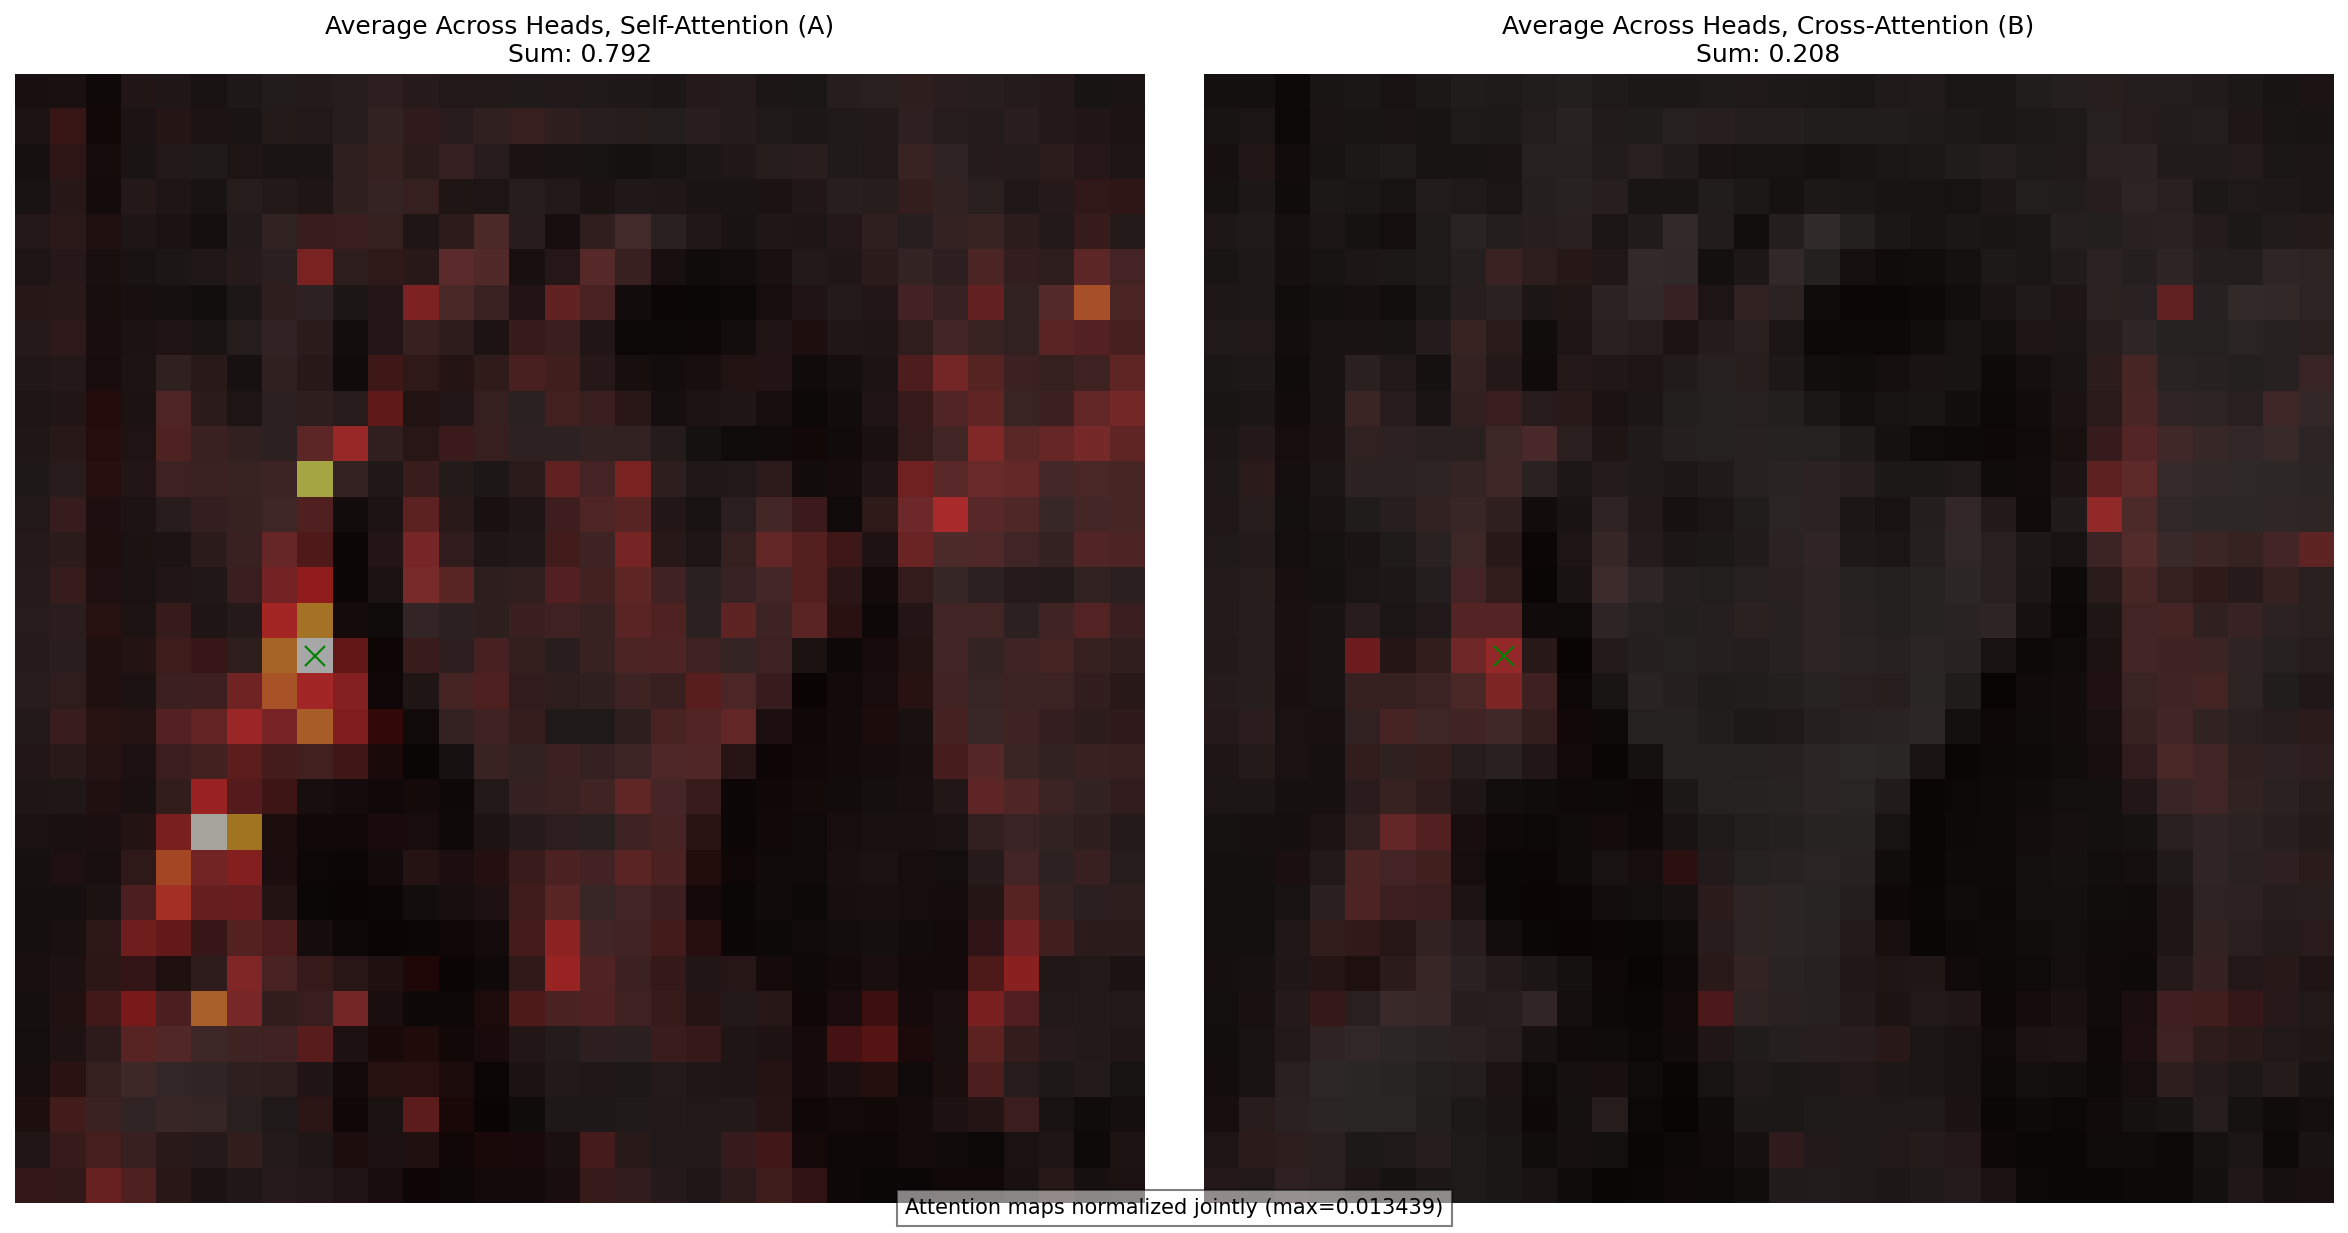 Average Across Heads, Self-Attention (A)
Sum: 0.792
Average Across Heads, Cross-Attention (B)
Sum: 0.208
Attention maps normalized jointly (max=0.013439)